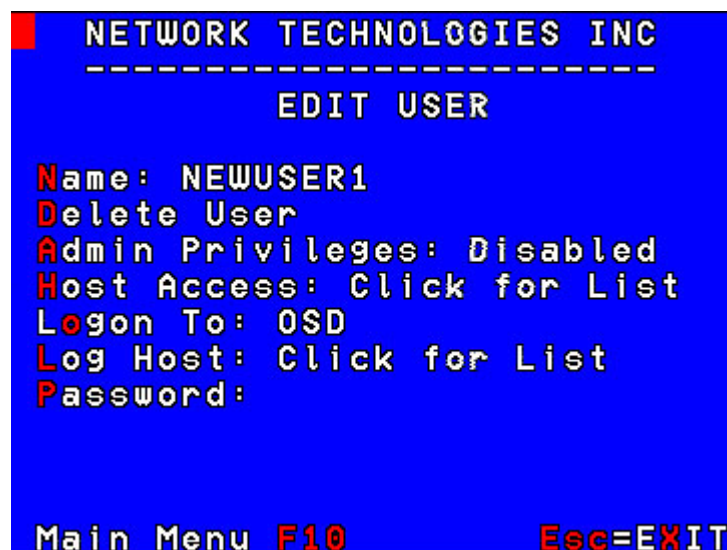 NETWORK TECHNOLOGIES INC
------------------------
EDIT USER
Name: NEWUSER1
Delete User
Admin Privileges: Disabled
Host Access: Click for List
Logon To: OSD
Log Host: Click for List
Password:
Main Menu F10 Esc=EXIT